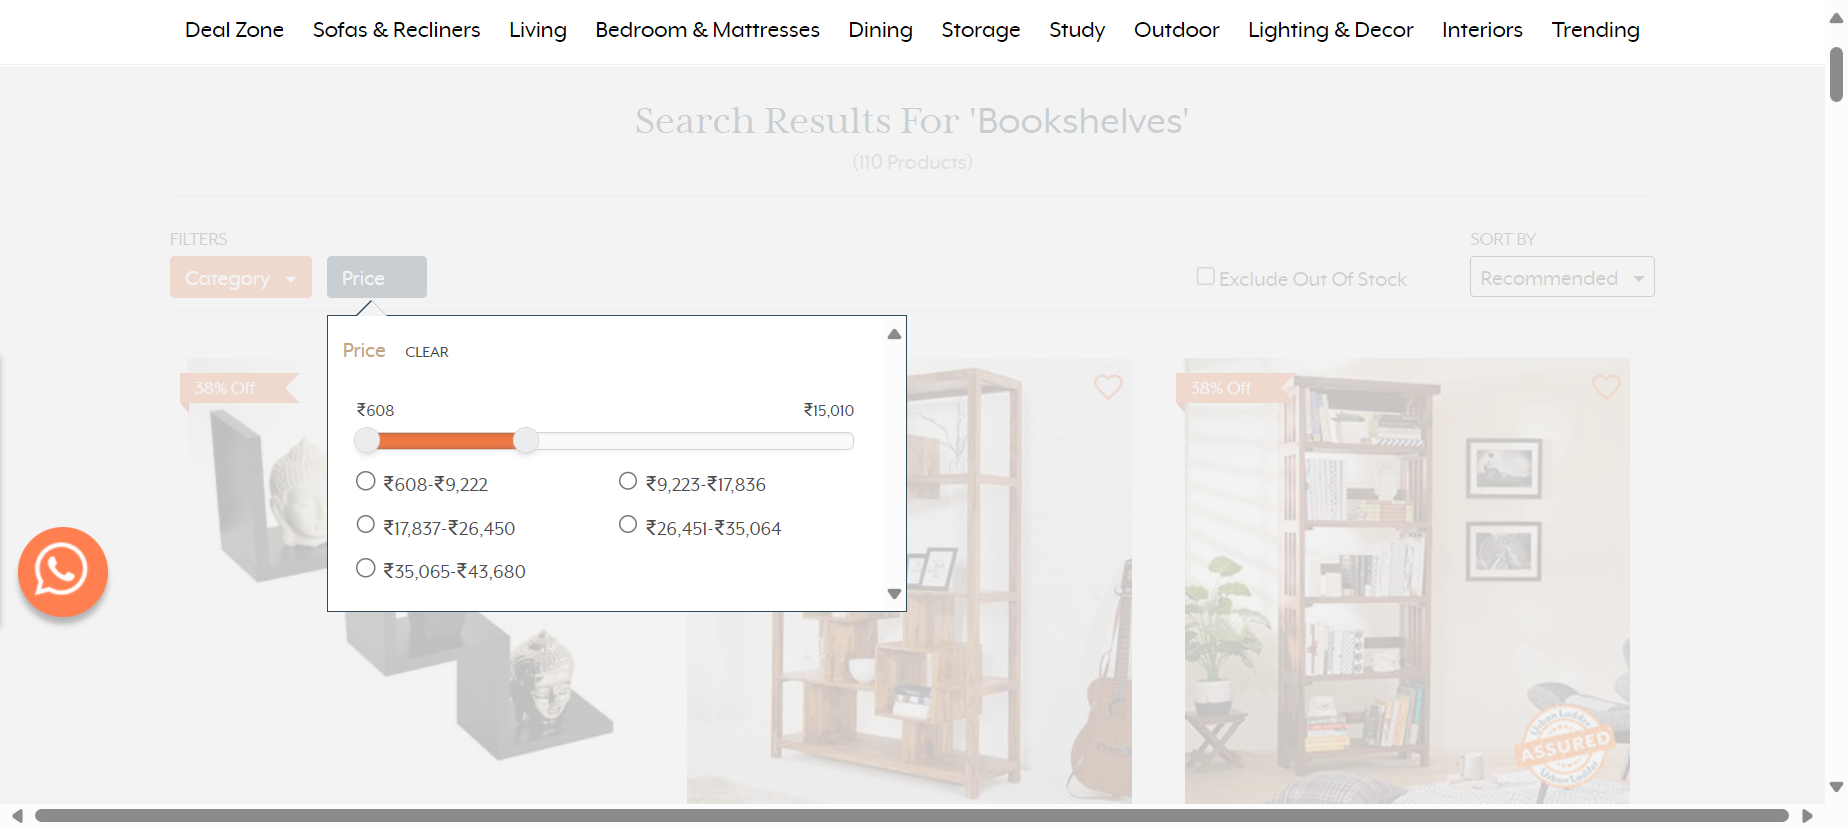 Deal Zone Sofas & Recliners Living Bedroom & Mattresses Dining Storage Study Outdoor Lighting & Decor Interiors Trending
Search Results For 'Bookshelves'
(110 Products)
FILTERS
SORT BY
Category Price
Exclude Out Of Stock
Recommended
Price CLEAR
₹608 ₹15,010
₹608-₹9,222 ₹9,223-₹17,836
₹17,837-₹26,450 ₹26,451-₹35,064
₹35,065-₹43,680
38% Off
38% Off
Urban Ladder
ASSURED
Urban Ladder